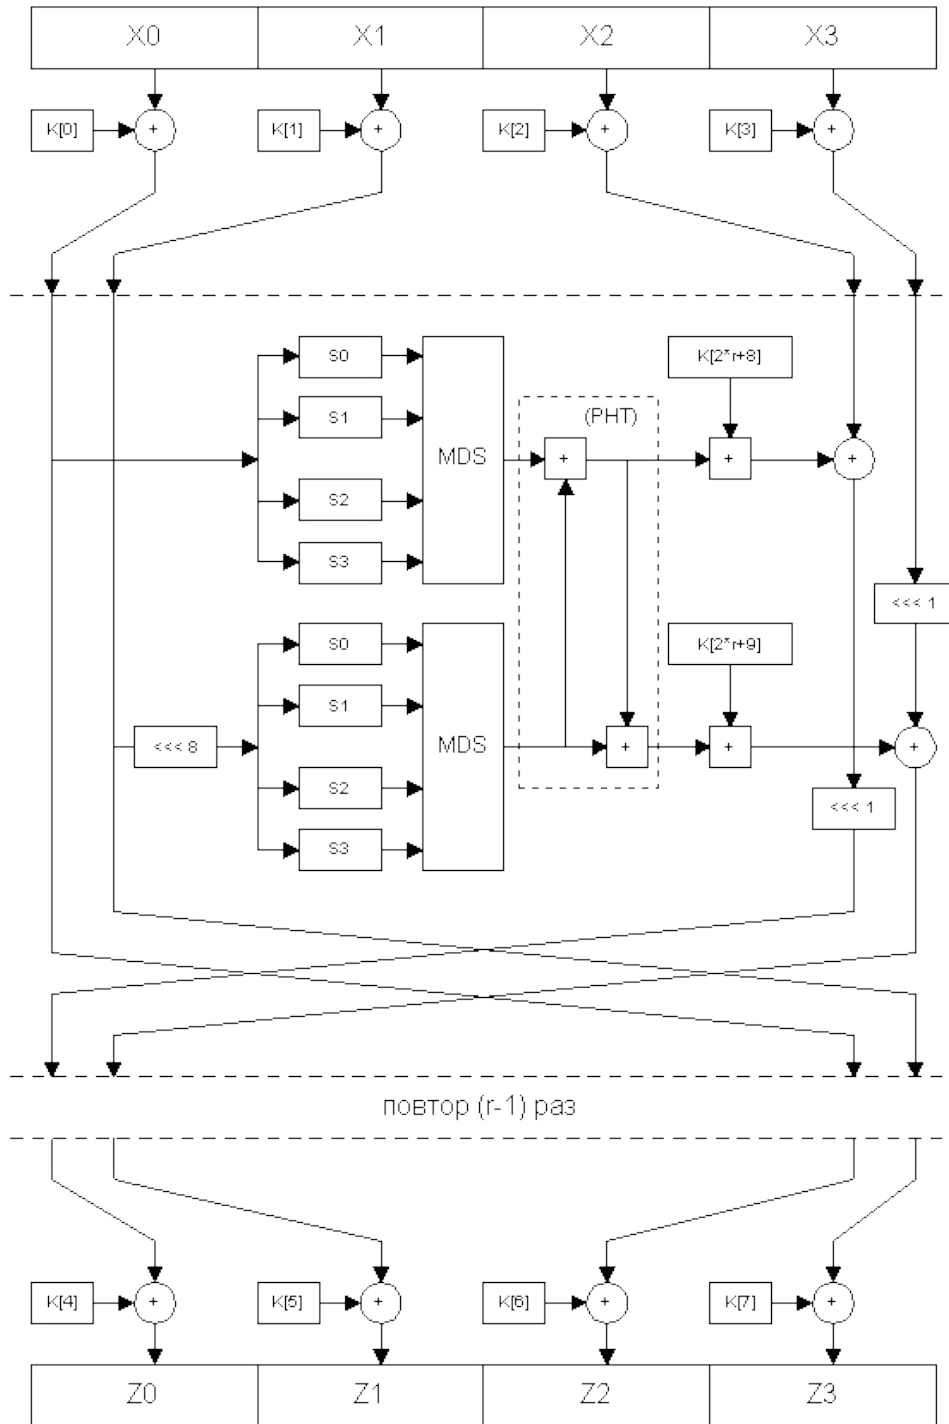 X0 X1 X2 X3
K[0] + K[1] + K[2] + K[3] +
S0 K[2*r+8]
S1 (PHT)
MDS + + +
S2
S3
<<< 1
S0 K[2*r+9]
S1
<<< 8 MDS + + +
S2 <<< 1
S3
повтор (r-1) раз
K[4] + K[5] + K[6] + K[7] +
Z0 Z1 Z2 Z3